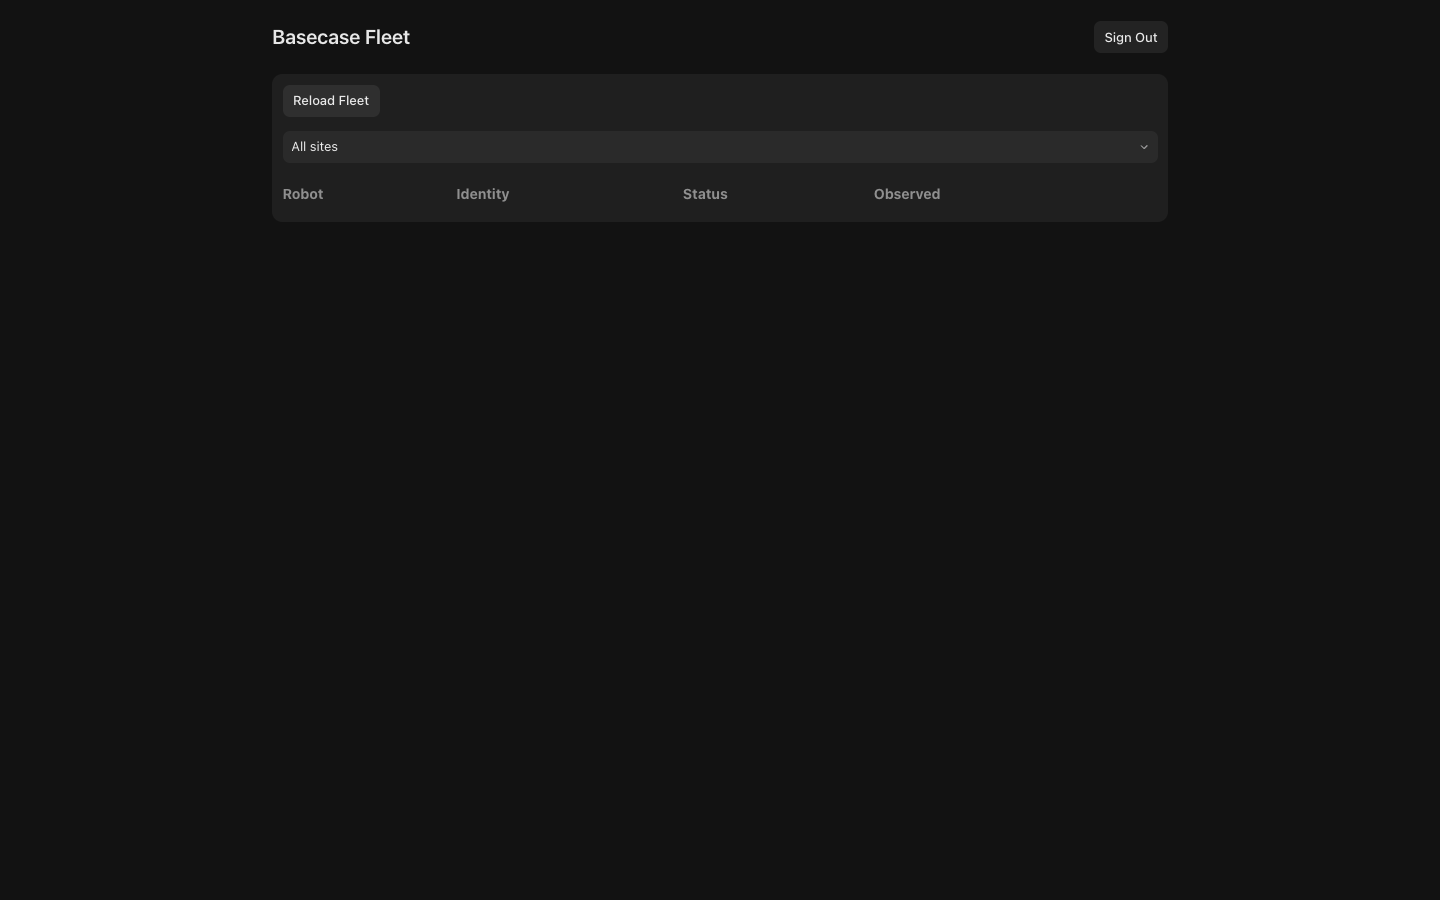 Basecase Fleet
Sign Out
Reload Fleet
All sites
Robot Identity Status Observed